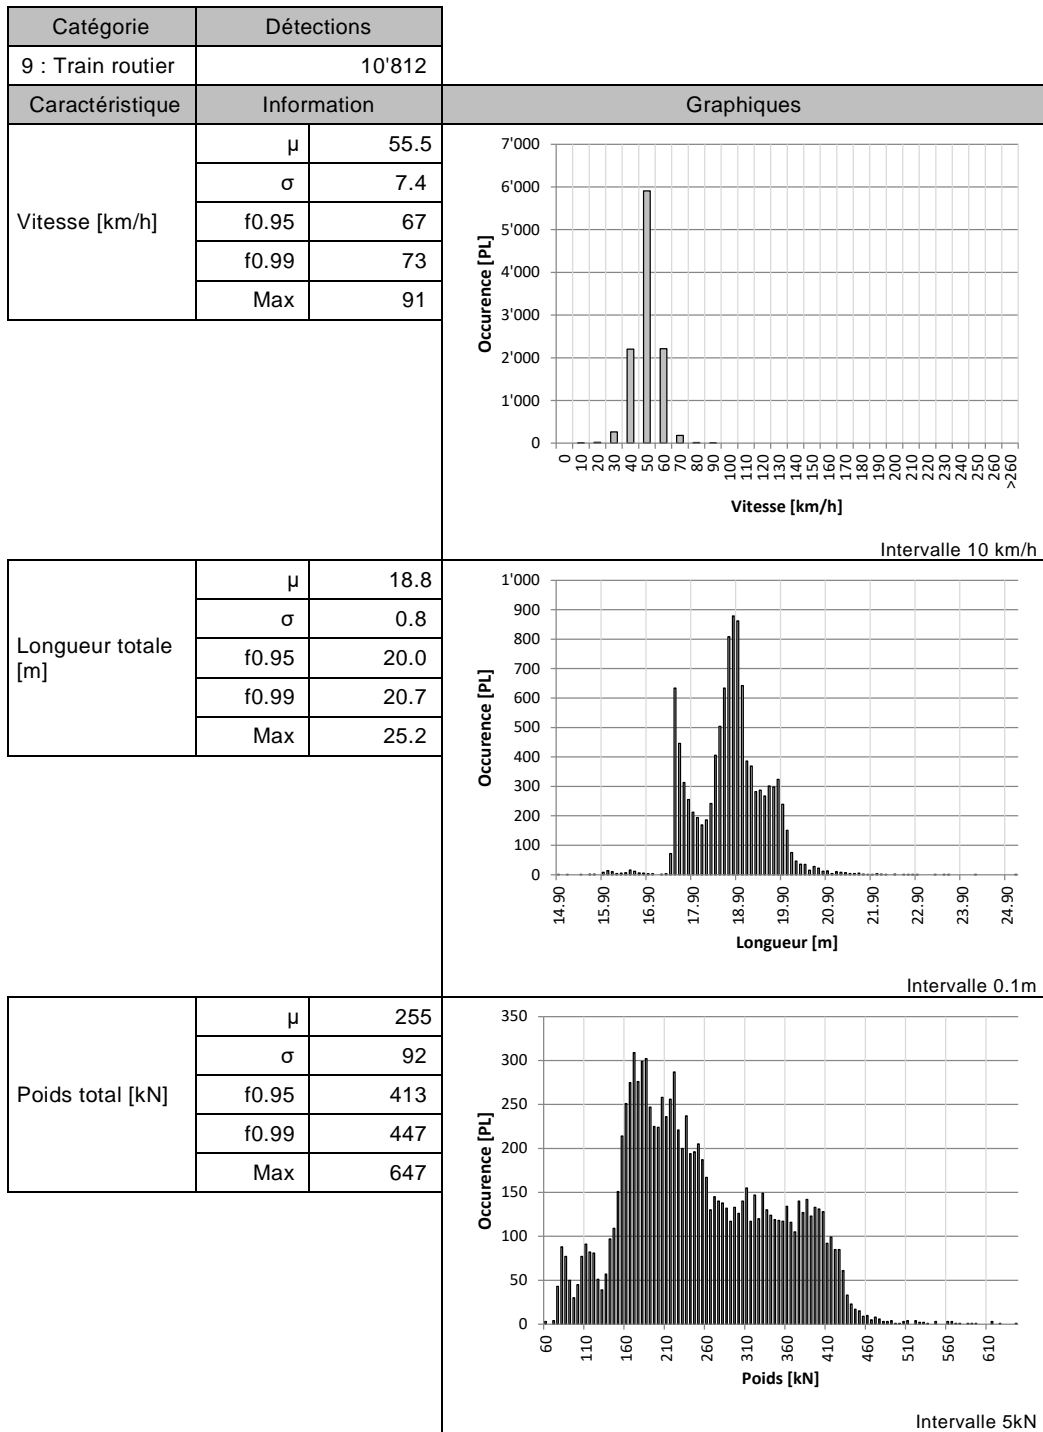 Catégorie Détections
9 : Train routier 10'812
Caractéristique Information Graphiques
Vitesse [km/h]
µ 55.5
σ 7.4
f0.95 67
f0.99 73
Max 91
7'000
6'000
5'000
4'000
3'000
2'000
1'000
0
Occurence [PL]
0 10 20 30 40 50 60 70 80 90 100 110 120 130 140 150 160 170 180 190 200 210 220 230 240 250 260 >260
Vitesse [km/h]
Intervalle 10 km/h
Longueur totale
[m]
µ 18.8
σ 0.8
f0.95 20.0
f0.99 20.7
Max 25.2
1'000
900
800
700
600
500
400
300
200
100
0
Occurence [PL]
14.90 15.90 16.90 17.90 18.90 19.90 20.90 21.90 22.90 23.90 24.90
Longueur [m]
Intervalle 0.1m
Poids total [kN]
µ 255
σ 92
f0.95 413
f0.99 447
Max 647
350
300
250
200
150
100
50
0
Occurence [PL]
60 110 160 210 260 310 360 410 460 510 560 610
Poids [kN]
Intervalle 5kN